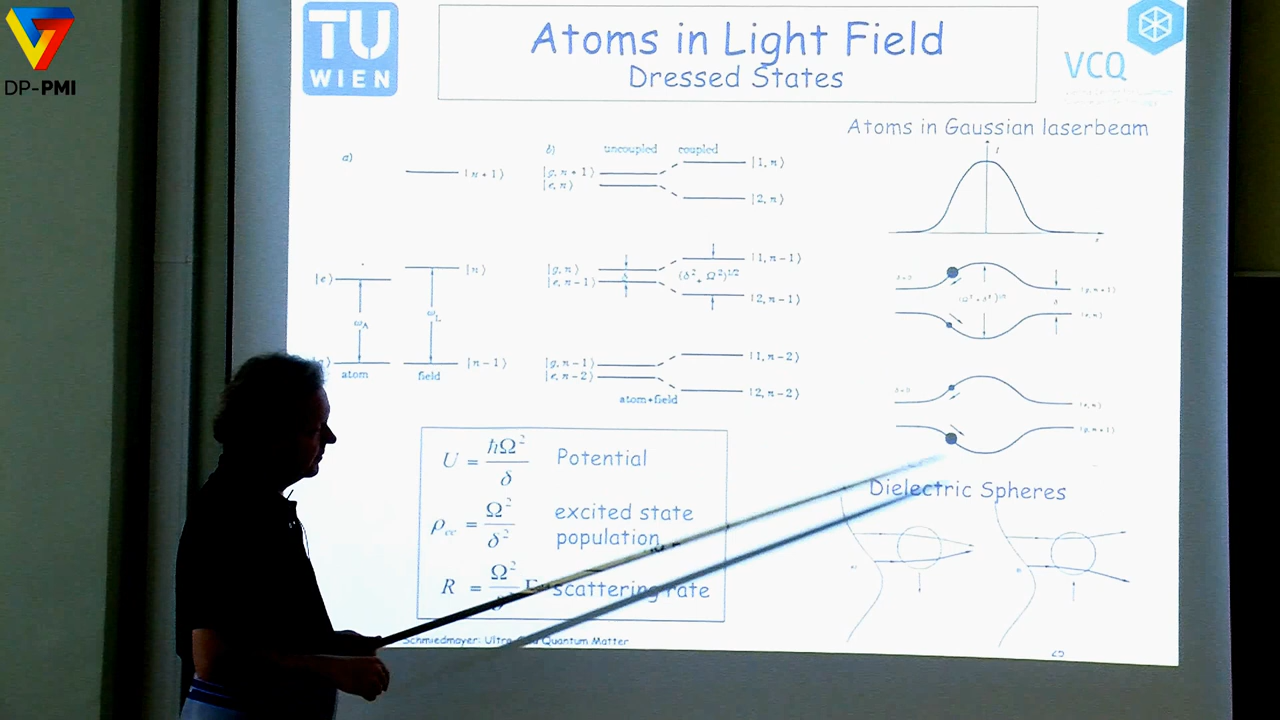 DP-PMI
TU
WIEN
Atoms in Light Field
Dressed States
VCQ
Atoms in Gaussian laserbeam
a)
|n+1⟩
|e⟩
|n⟩
ω_A
ω_L
|n-1⟩
atom
field
b)
uncoupled
coupled
|g, n+1⟩
|e, n⟩
|1, n⟩
|2, n⟩
|g, n⟩
|e, n-1⟩
δ
(δ² + Ω²)^1/2
|1, n-1⟩
|2, n-1⟩
|g, n-1⟩
|e, n-2⟩
|1, n-2⟩
|2, n-2⟩
atom+field
|g, n+1⟩
|e, n⟩
|e, n⟩
|g, n+1⟩
U = ħΩ²/δ Potential
ρ_ee = Ω²/δ² excited state
population
R = Ω² scattering rate
Dielectric Spheres
Schmiedmayer: Quantum Matter